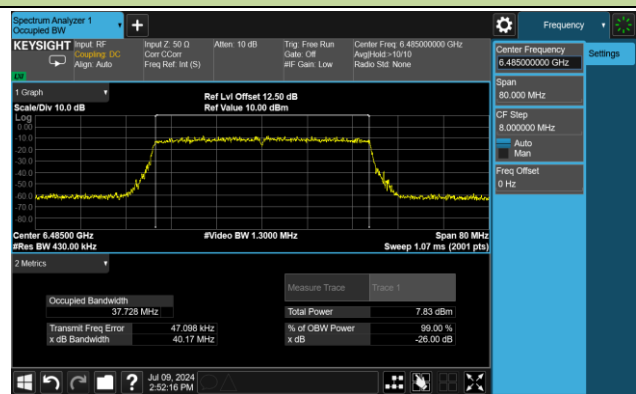 Spectrum Analyzer 1
Occupied BW
Frequency
KEYSIGHT
Input: RF
Coupling: DC
Align: Auto
Input Z: 50 Ω
Corr CCorr
Freq Ref: Int (S)
Atten: 10 dB
Trig: Free Run
Gate: Off
#IF Gain: Low
Center Freq: 6.485000000 GHz
Avg|Hold:>10/10
Radio Std: None
1 Graph
Scale/Div 10.0 dB
Ref Lvl Offset 12.50 dB
Ref Value 10.00 dBm
Log
0.00
-10.0
-20.0
-30.0
-40.0
-50.0
-60.0
-70.0
-80.0
Center 6.48500 GHz
#Res BW 430.00 kHz
#Video BW 1.3000 MHz
Span 80 MHz
Sweep 1.07 ms (2001 pts)
2 Metrics
Measure Trace
Trace 1
Occupied Bandwidth
37.728 MHz
Total Power
7.83 dBm
Transmit Freq Error
47.098 kHz
% of OBW Power
99.00 %
x dB Bandwidth
40.17 MHz
x dB
-26.00 dB
Center Frequency
6.485000000 GHz
Settings
Span
80.000 MHz
CF Step
8.000000 MHz
Auto
Man
Freq Offset
0 Hz
?
Jul 09, 2024
2:52:16 PM